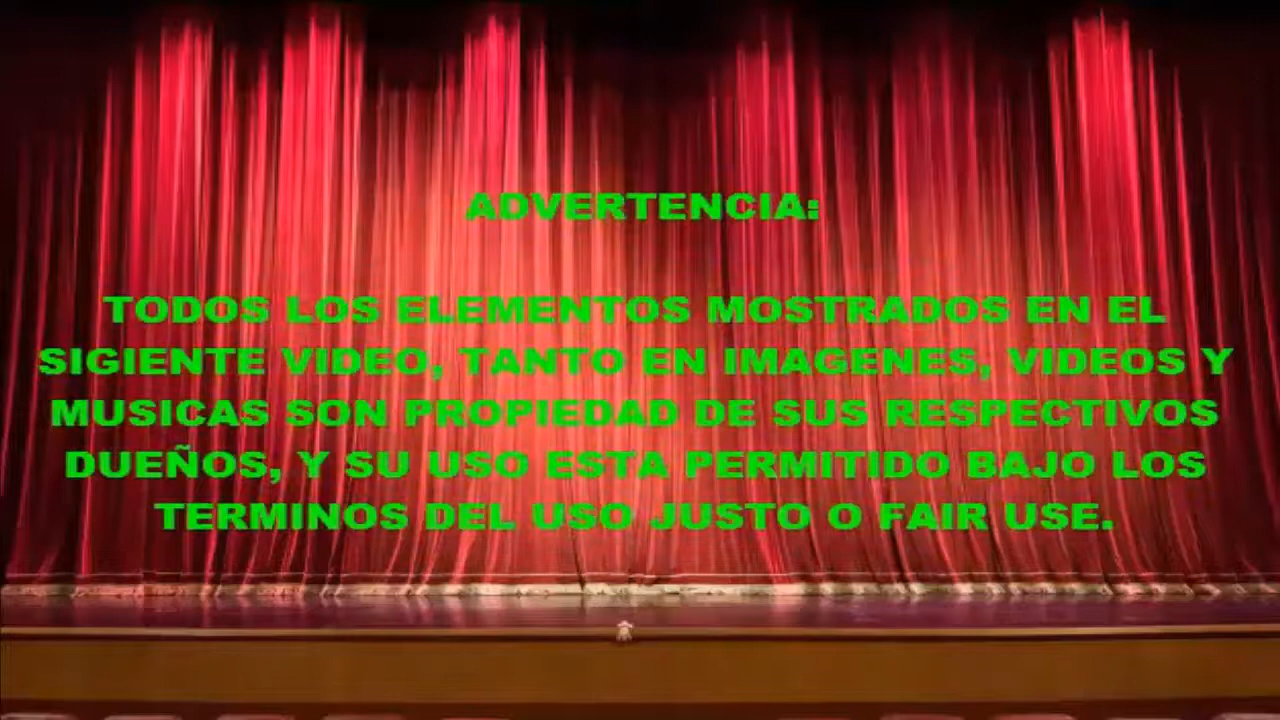 ADVERTENCIA:
TODOS LOS ELEMENTOS MOSTRADOS EN EL
SIGIENTE VIDEO, TANTO EN IMAGENES, VIDEOS Y
MUSICAS SON PROPIEDAD DE SUS RESPECTIVOS
DUEÑOS, Y SU USO ESTA PERMITIDO BAJO LOS
TERMINOS DEL USO JUSTO O FAIR USE.